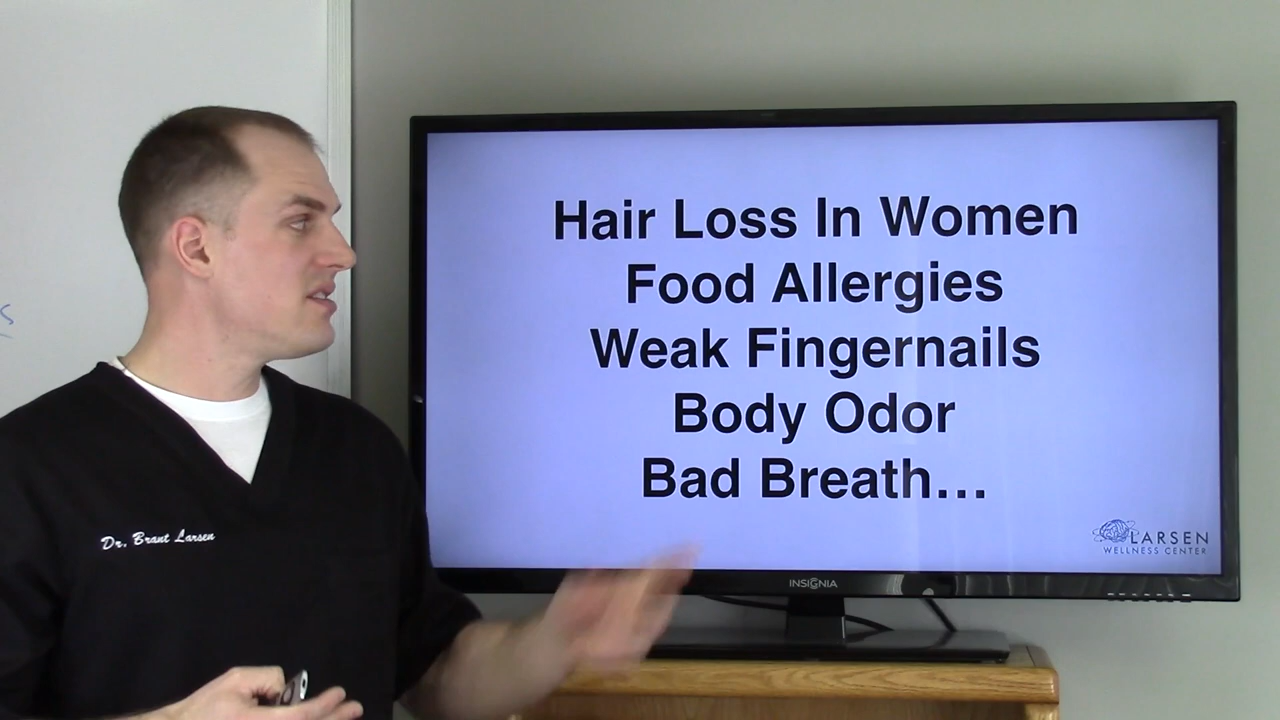 Hair Loss In Women
Food Allergies
Weak Fingernails
Body Odor
Bad Breath...
LARSEN
WELLNESS CENTER
INSIGNIA
Dr. Brant Larsen